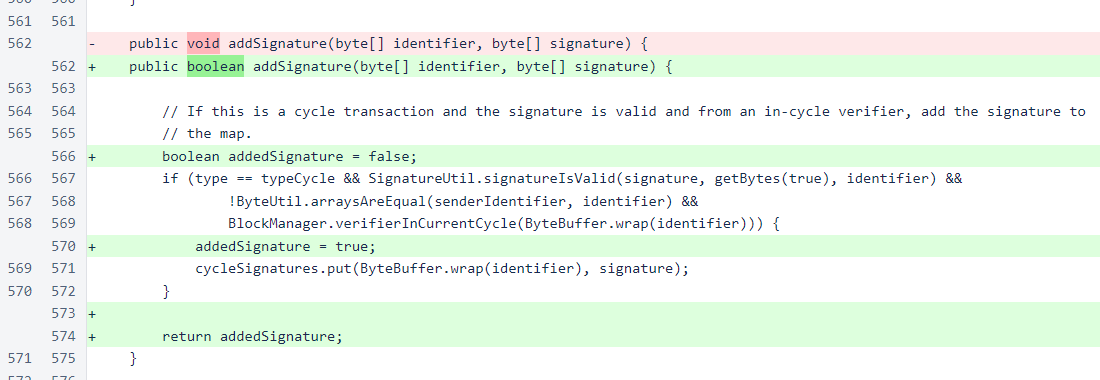 561 561
562 - public void addSignature(byte[] identifier, byte[] signature) {
562 + public boolean addSignature(byte[] identifier, byte[] signature) {
563 563
564 564 // If this is a cycle transaction and the signature is valid and from an in-cycle verifier, add the signature to
565 565 // the map.
566 + boolean addedSignature = false;
566 567 if (type == typeCycle && SignatureUtil.signatureIsValid(signature, getBytes(true), identifier) &&
567 568 !ByteUtil.arraysAreEqual(senderIdentifier, identifier) &&
568 569 BlockManager.verifierInCurrentCycle(ByteBuffer.wrap(identifier))) {
570 + addedSignature = true;
569 571 cycleSignatures.put(ByteBuffer.wrap(identifier), signature);
570 572 }
573 +
574 + return addedSignature;
571 575 }